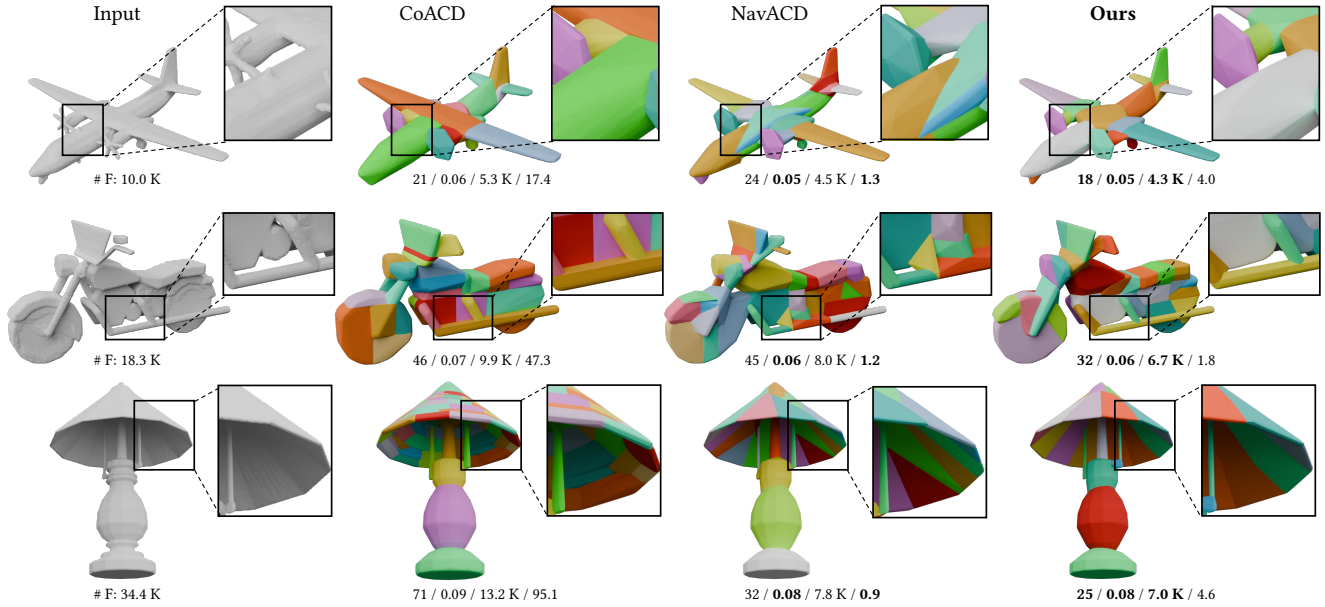 Input CoACD NavACD Ours
# F: 10.0 K 21 / 0.06 / 5.3 K / 17.4 24 / 0.05 / 4.5 K / 1.3 18 / 0.05 / 4.3 K / 4.0
# F: 18.3 K 46 / 0.07 / 9.9 K / 47.3 45 / 0.06 / 8.0 K / 1.2 32 / 0.06 / 6.7 K / 1.8
# F: 34.4 K 71 / 0.09 / 13.2 K / 95.1 32 / 0.08 / 7.8 K / 0.9 25 / 0.08 / 7.0 K / 4.6